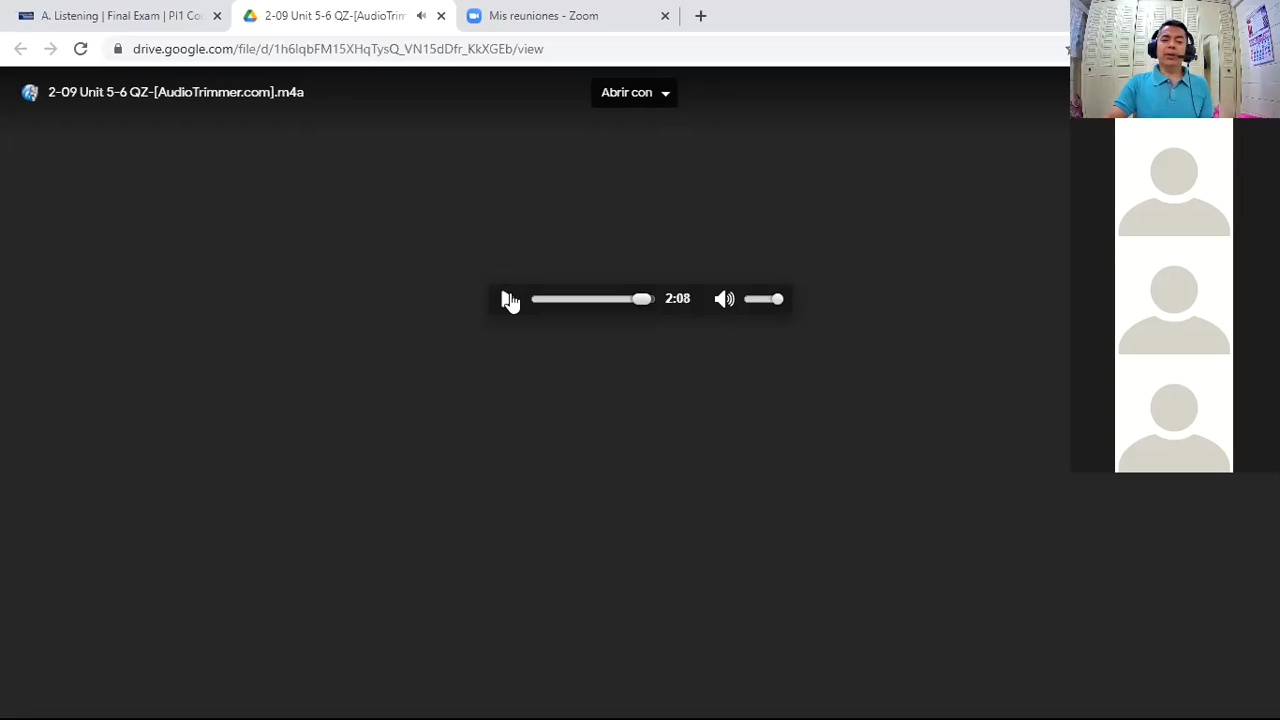 A. Listening | Final Exam | PI1 Co
2-09 Unit 5-6 QZ-[AudioTrim
Mis reuniones - Zoom
drive.google.com/file/d/1h6lqbFM15XHqTysQ_VN15dDfr_KkXGEb/view
2-09 Unit 5-6 QZ-[AudioTrimmer.com].m4a
Abrir con
2:08